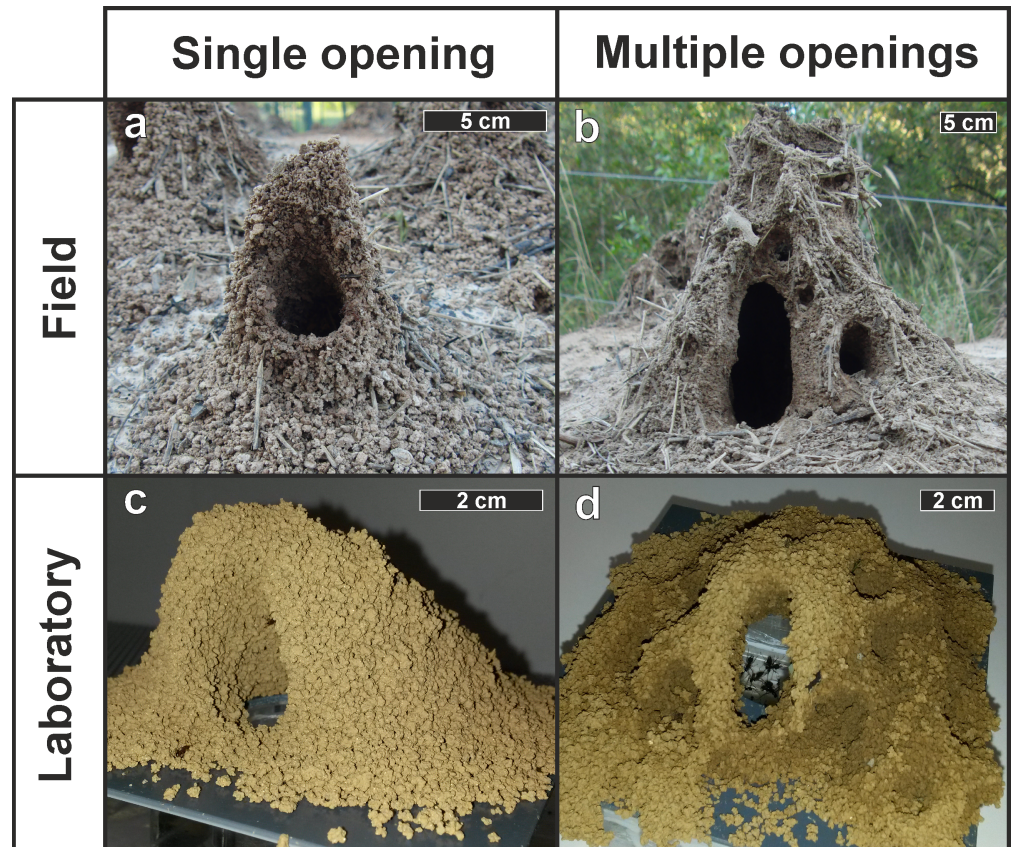 Single opening
Multiple openings
Field
a
5 cm
b
5 cm
Laboratory
c
2 cm
d
2 cm